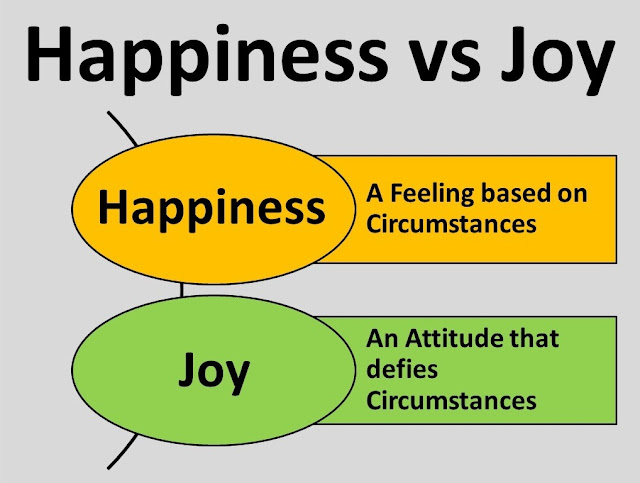 Happiness vs Joy
Happiness
A Feeling based on
Circumstances
Joy
An Attitude that
defies
Circumstances